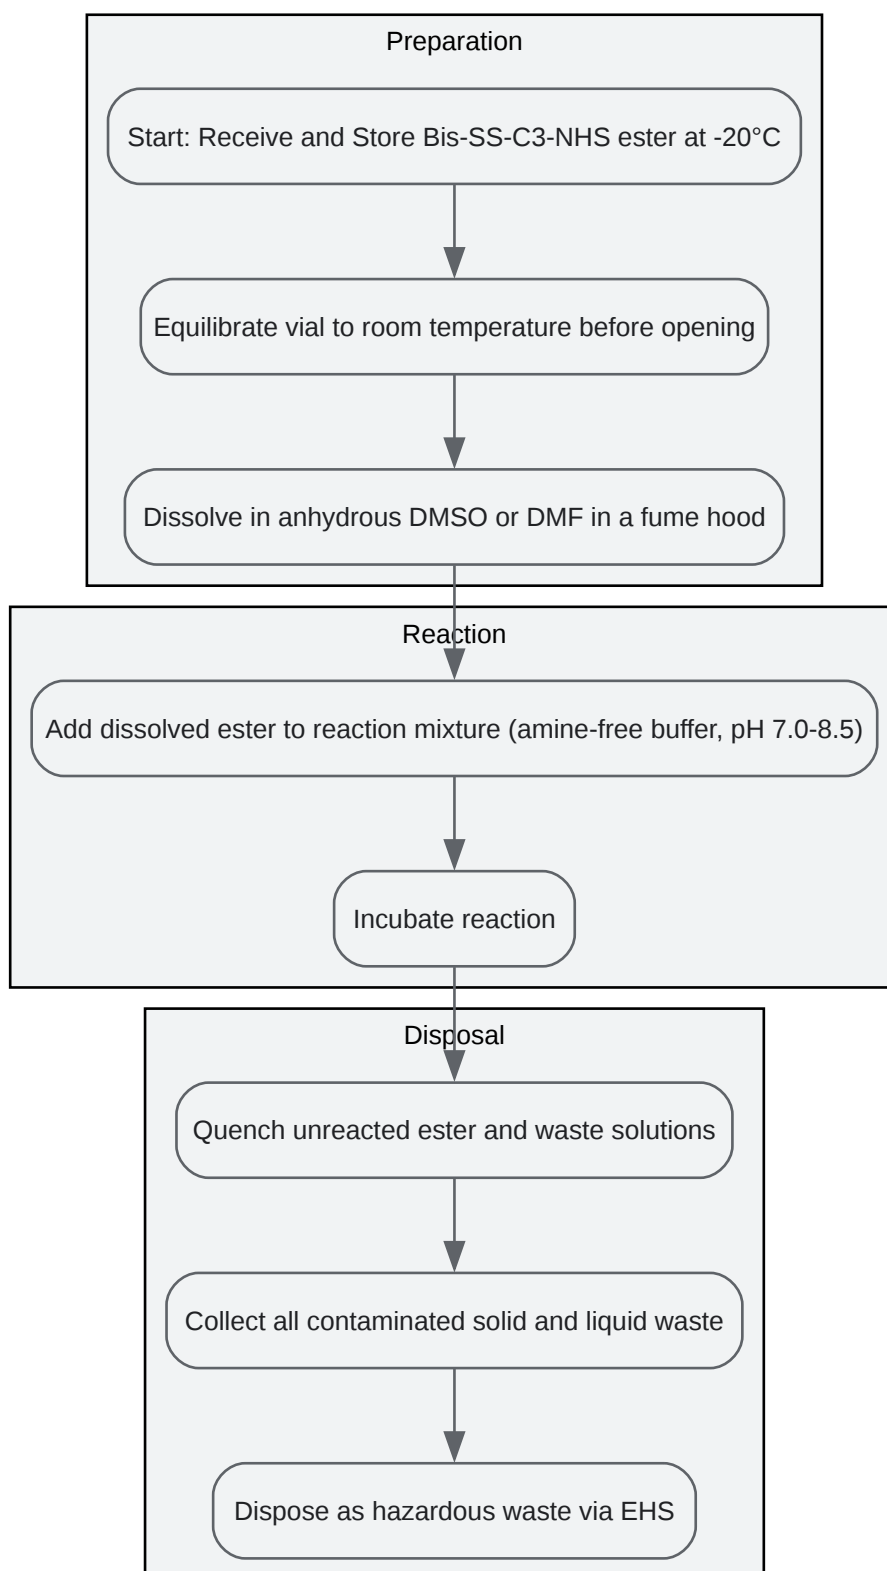 Preparation
Start: Receive and Store Bis-SS-C3-NHS ester at -20°C
Equilibrate vial to room temperature before opening
Dissolve in anhydrous DMSO or DMF in a fume hood
Reaction
Add dissolved ester to reaction mixture (amine-free buffer, pH 7.0-8.5)
Incubate reaction
Disposal
Quench unreacted ester and waste solutions
Collect all contaminated solid and liquid waste
Dispose as hazardous waste via EHS